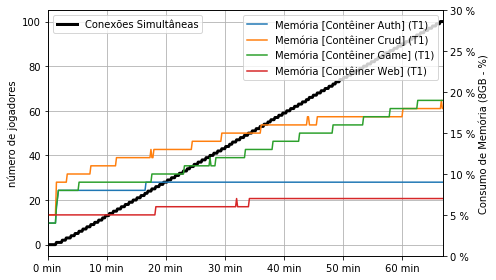 Conexões Simultâneas
Memória [Contêiner Auth] (T1)
Memória [Contêiner Crud] (T1)
Memória [Contêiner Game] (T1)
Memória [Contêiner Web] (T1)
número de jogadores
100
80
60
40
20
0
30 %
25 %
20 %
15 %
10 %
5 %
0 %
Consumo de Memória (8GB - %)
0 min
10 min
20 min
30 min
40 min
50 min
60 min